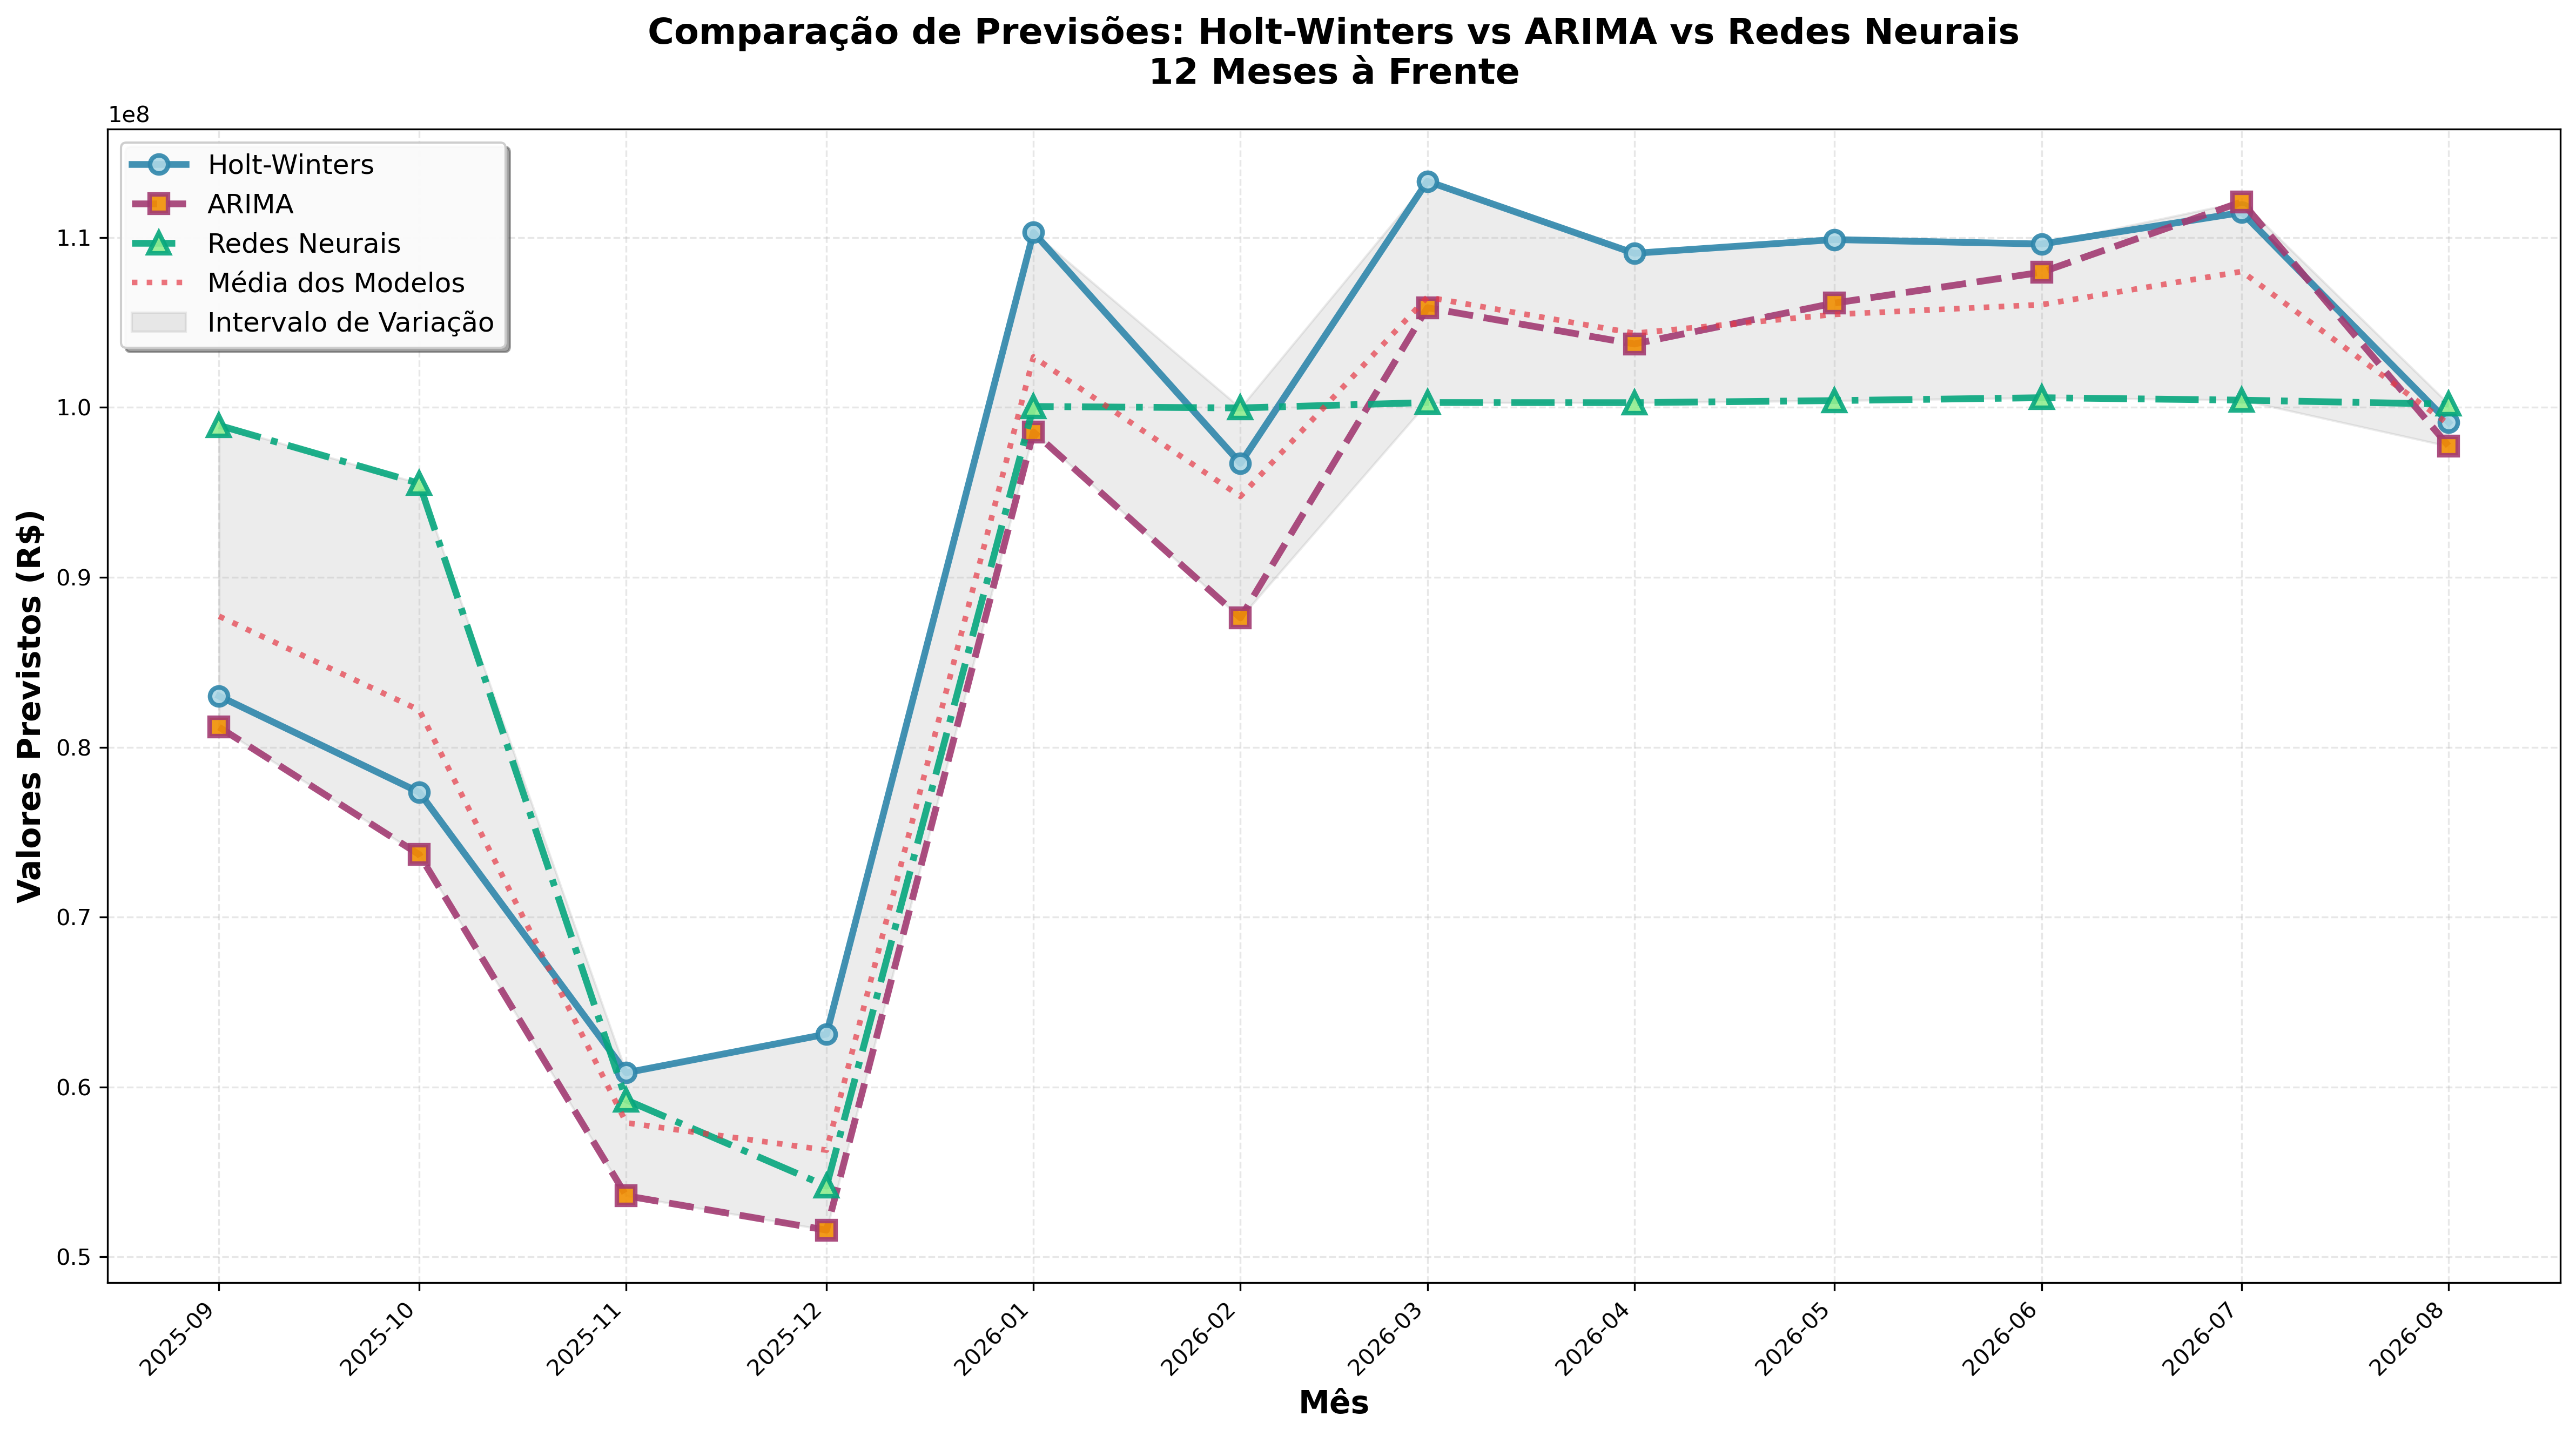 Comparação de Previsões: Holt-Winters vs ARIMA vs Redes Neurais
12 Meses à Frente
1e8
Holt-Winters
ARIMA
Redes Neurais
Média dos Modelos
Intervalo de Variação
1.1
1.0
0.9
0.8
0.7
0.6
0.5
Valores Previstos (R$)
2025-09
2025-10
2025-11
2025-12
2026-01
2026-02
2026-03
2026-04
2026-05
2026-06
2026-07
2026-08
Mês